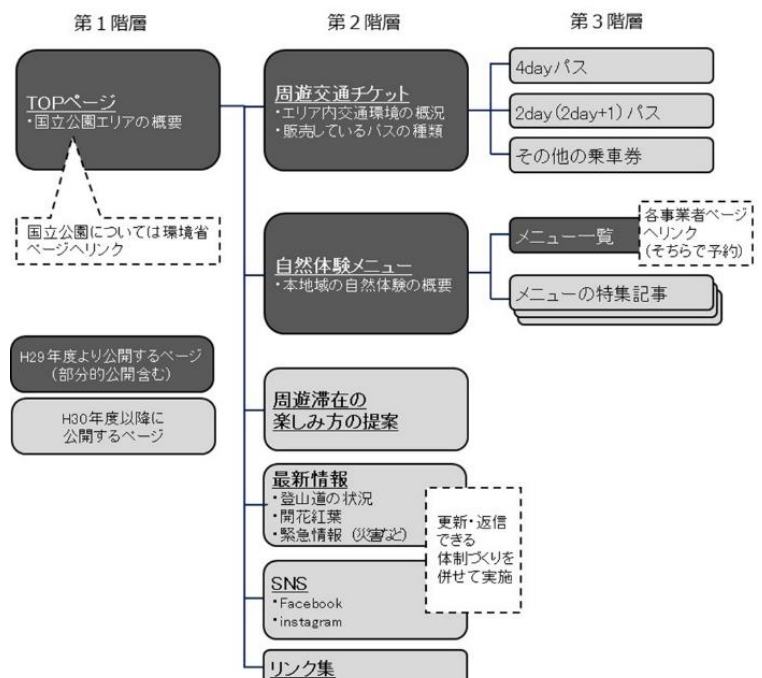 第１階層
第２階層
第３階層
TOPページ
・国立公園エリアの概要
国立公園については環境省
ページへリンク
H29年度より公開するページ
（部分的公開含む）
H30年度以降に
公開するページ
周遊交通チケット
・エリア内交通環境の概況
・販売しているパスの種類
4dayパス
2day(2day+1)パス
その他の乗車券
自然体験メニュー
・本地域の自然体験の概要
メニュー一覧
各事業者ページ
へリンク
(そちらで予約)
メニューの特集記事
周遊滞在の
楽しみ方の提案
最新情報
・登山道の状況
・開花紅葉
・緊急情報（災害など）
更新・返信
できる
体制づくりを
併せて実施
SNS
・Facebook
・instagram
リンク集